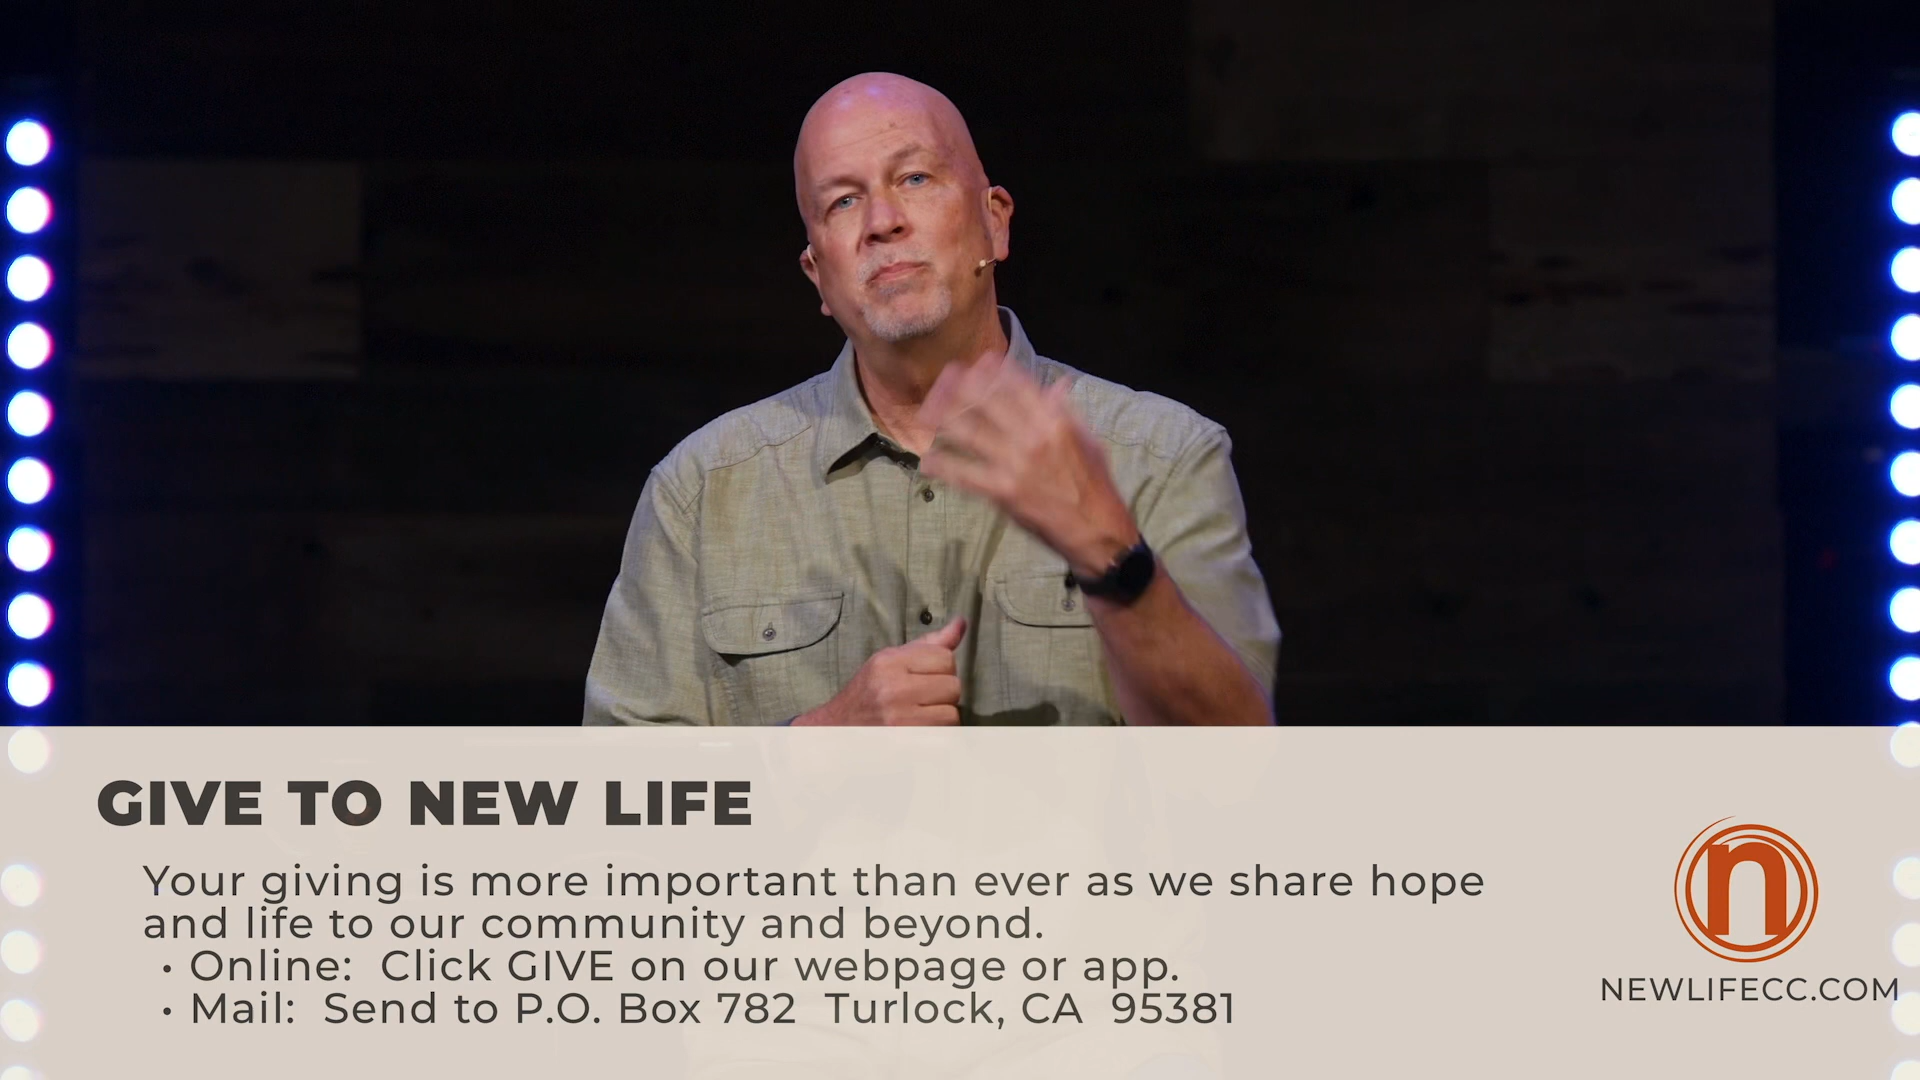 GIVE TO NEW LIFE
Your giving is more important than ever as we share hope
and life to our community and beyond.
• Online:  Click GIVE on our webpage or app.
• Mail:  Send to P.O. Box 782  Turlock, CA  95381
n
NEWLIFECC.COM